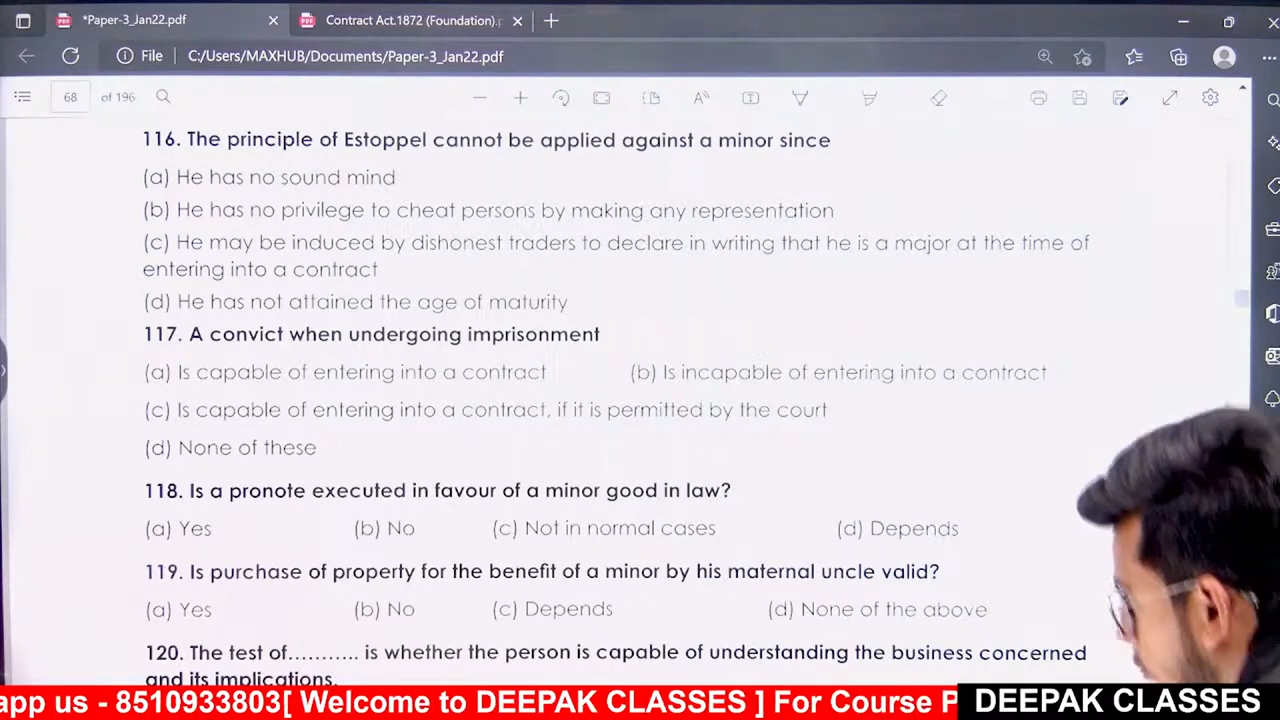 *Paper-3_Jan22.pdf
Contract Act.1872 (Foundation).
File
C:/Users/MAXHUB/Documents/Paper-3_Jan22.pdf
68
of 196
116. The principle of Estoppel cannot be applied against a minor since
(a) He has no sound mind
(b) He has no privilege to cheat persons by making any representation
(c) He may be induced by dishonest traders to declare in writing that he is a major at the time of
entering into a contract
(d) He has not attained the age of maturity
117. A convict when undergoing imprisonment
(a) Is capable of entering into a contract (b) Is incapable of entering into a contract
(c) Is capable of entering into a contract, if it is permitted by the court
(d) None of these
118. Is a pronote executed in favour of a minor good in law?
(a) Yes (b) No (c) Not in normal cases (d) Depends
119. Is purchase of property for the benefit of a minor by his maternal uncle valid?
(a) Yes (b) No (c) Depends (d) None of the above
120. The test of........... is whether the person is capable of understanding the business concerned
and its implications.
app us - 8510933803[ Welcome to DEEPAK CLASSES ] For Course P
DEEPAK CLASSES